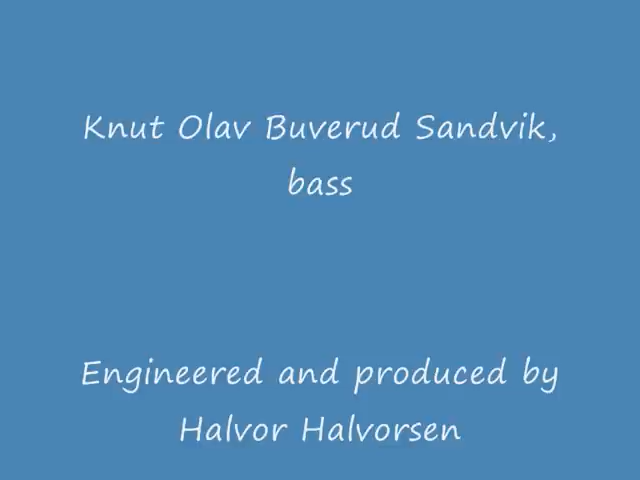 Knut Olav Buverud Sandvik,
bass
Engineered and produced by
Halvor Halvorsen